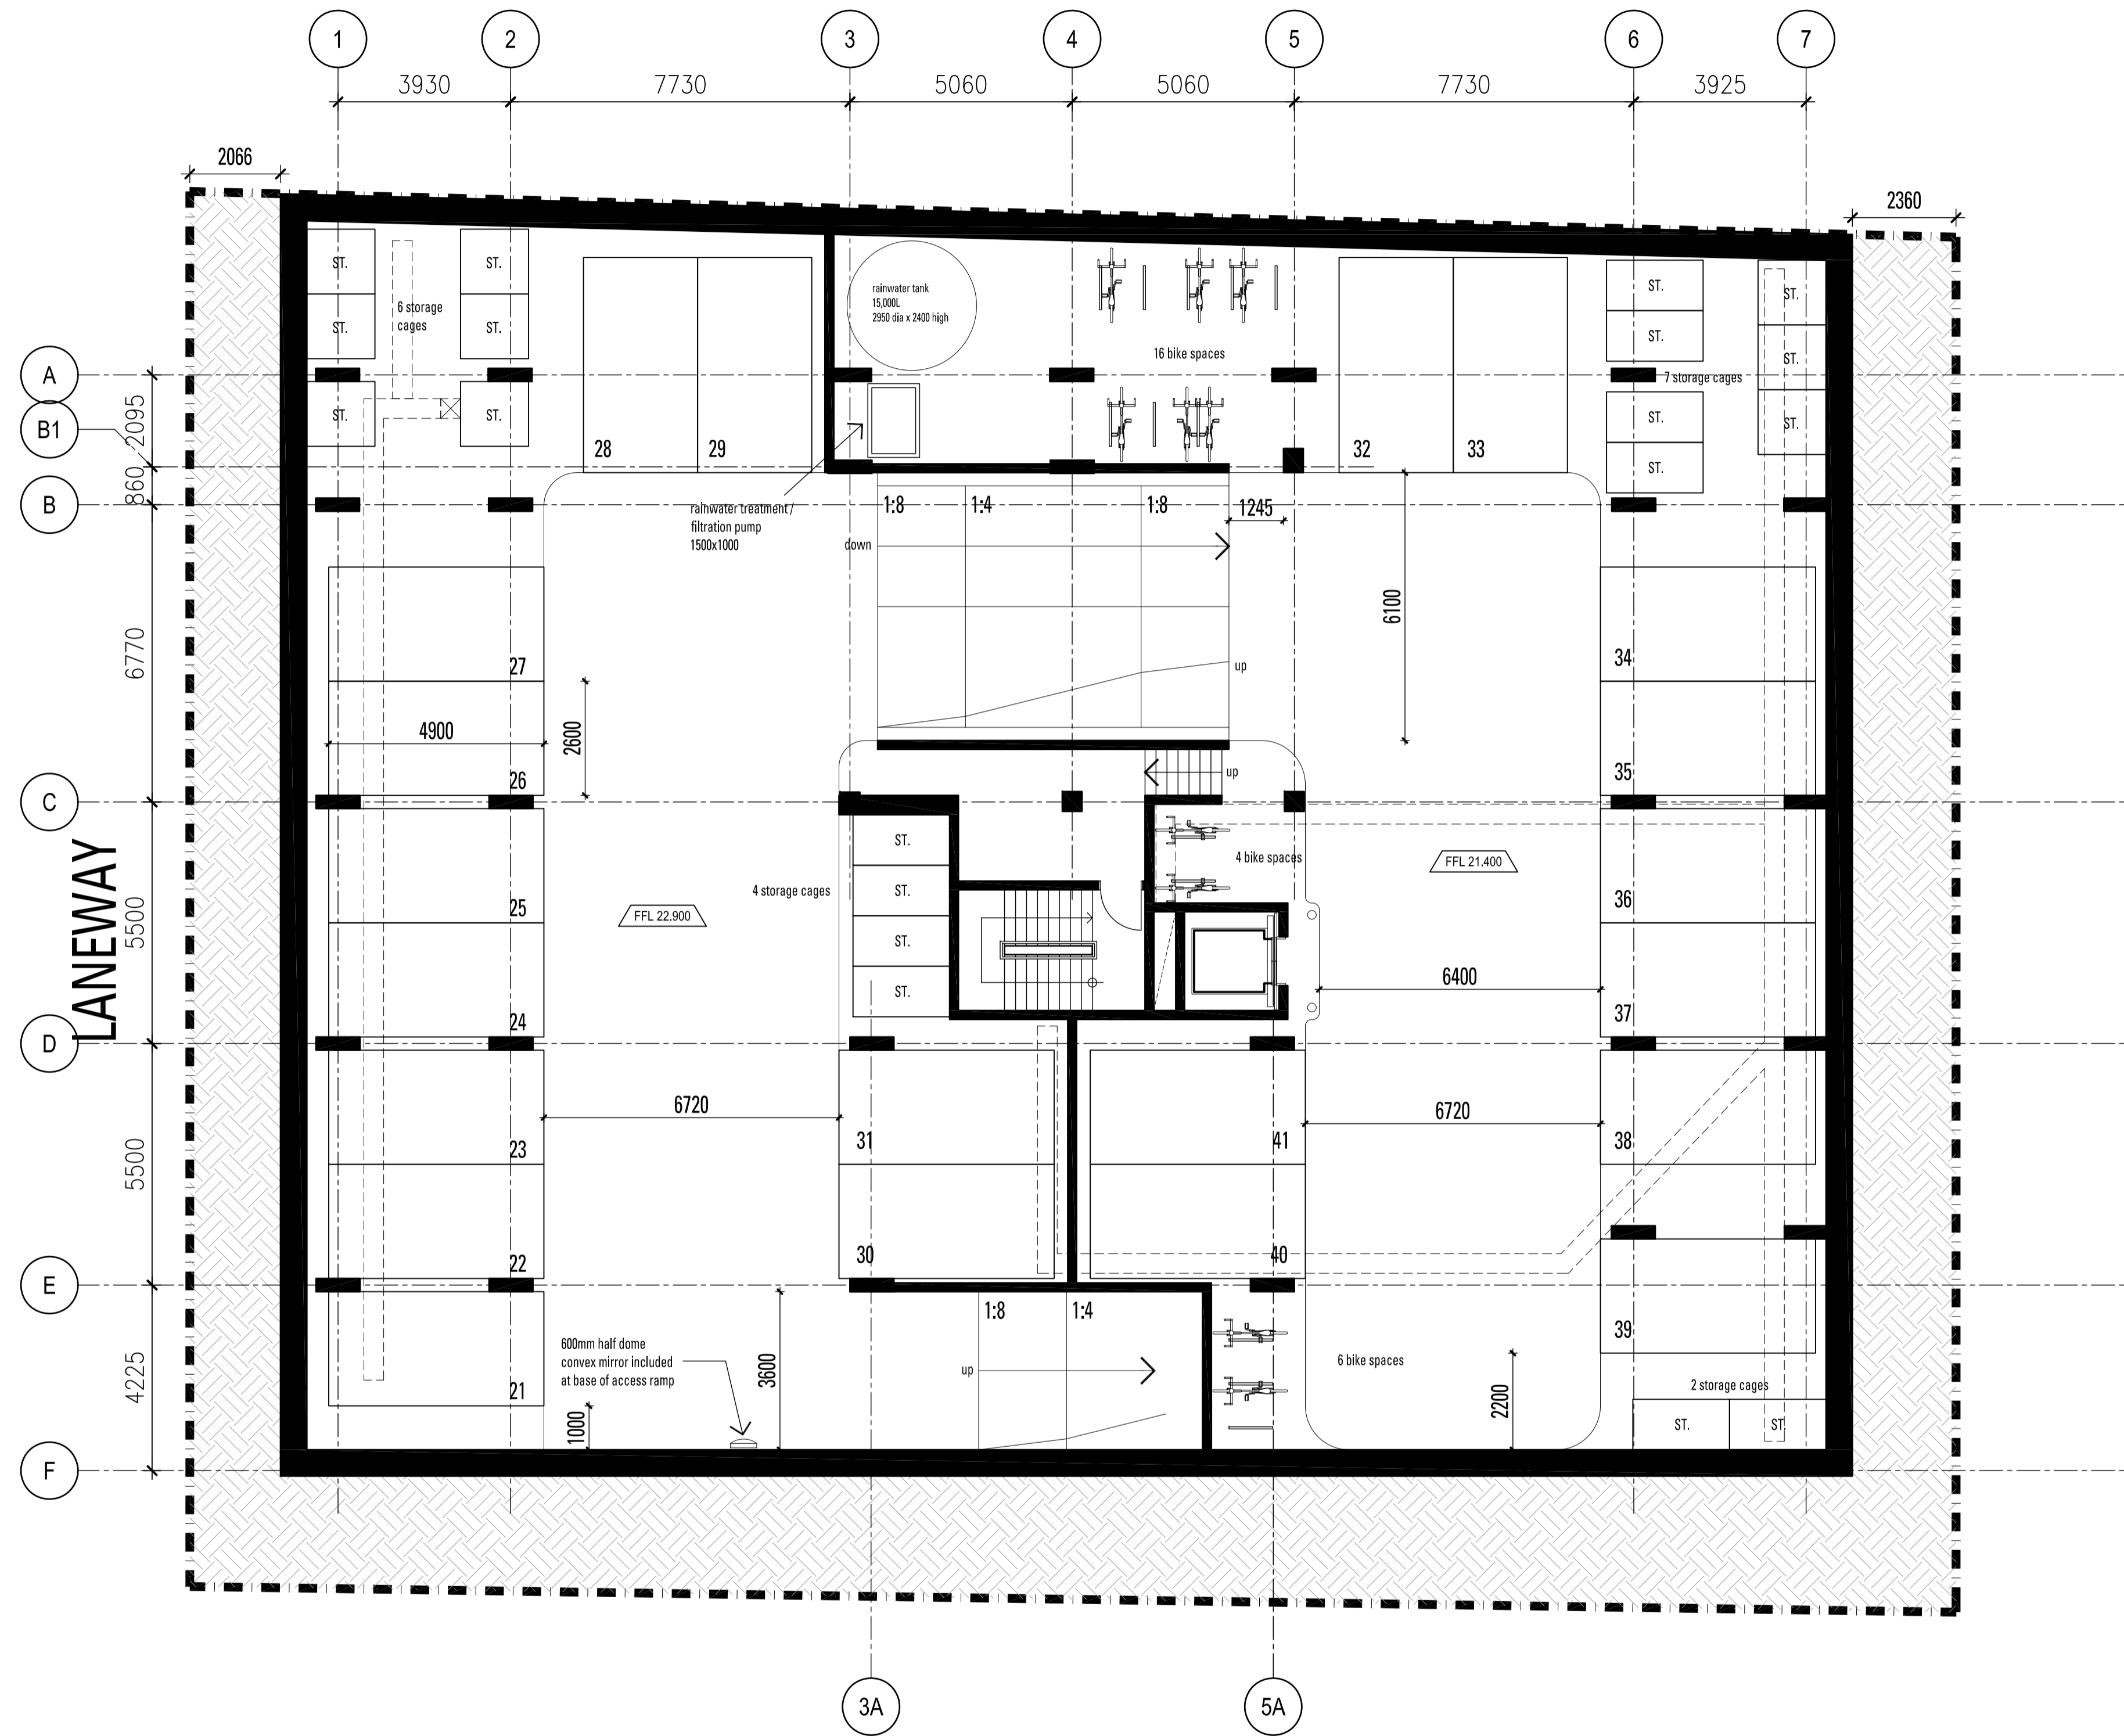 1 2 3 4 5 6 7
3930 7730 5060 5060 7730 3925
2066
2360
ST. ST. ST. ST.
6 storage
cages
ST. ST.
ST. ST.
28 29
rainwater tank
15,000L
2950 dia x 2400 high
16 bike spaces
32 33
ST. ST.
ST. ST.
7 storage cages
ST. ST.
ST.
A
2095
B1
860
B
rainwater treatment /
filtration pump
1500x1000
1:8 1:4 1:8
1245
down
up
6100
6770
27
4900
2600
26
34
35
up
C
LANEWAY
5500
25
24
FFL 22.900
4 storage cages
ST.
ST.
ST.
ST.
4 bike spaces
FFL 21.400
36
6400
37
D
5500
23
22
6720
31
30
41
40
6720
38
E
4225
21
1000
600mm half dome
convex mirror included
at base of access ramp
3600
1:8 1:4
up
6 bike spaces
39
2200
2 storage cages
ST. ST.
F
3A 5A